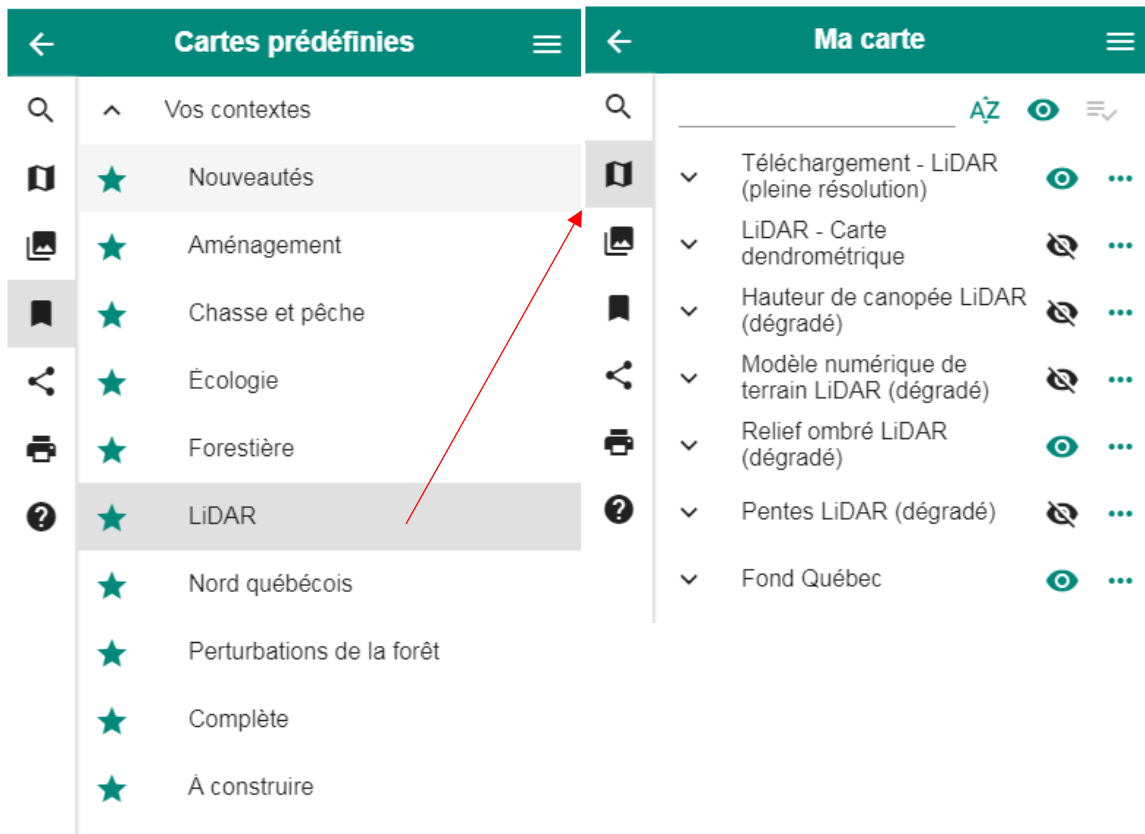 Cartes prédéfinies
Vos contextes
Nouveautés
Aménagement
Chasse et pêche
Écologie
Forestière
LiDAR
Nord québécois
Perturbations de la forêt
Complète
À construire
Ma carte
AZ
Téléchargement - LiDAR
(pleine résolution)
LiDAR - Carte
dendrométrique
Hauteur de canopée LiDAR
(dégradé)
Modèle numérique de
terrain LiDAR (dégradé)
Relief ombré LiDAR
(dégradé)
Pentes LiDAR (dégradé)
Fond Québec